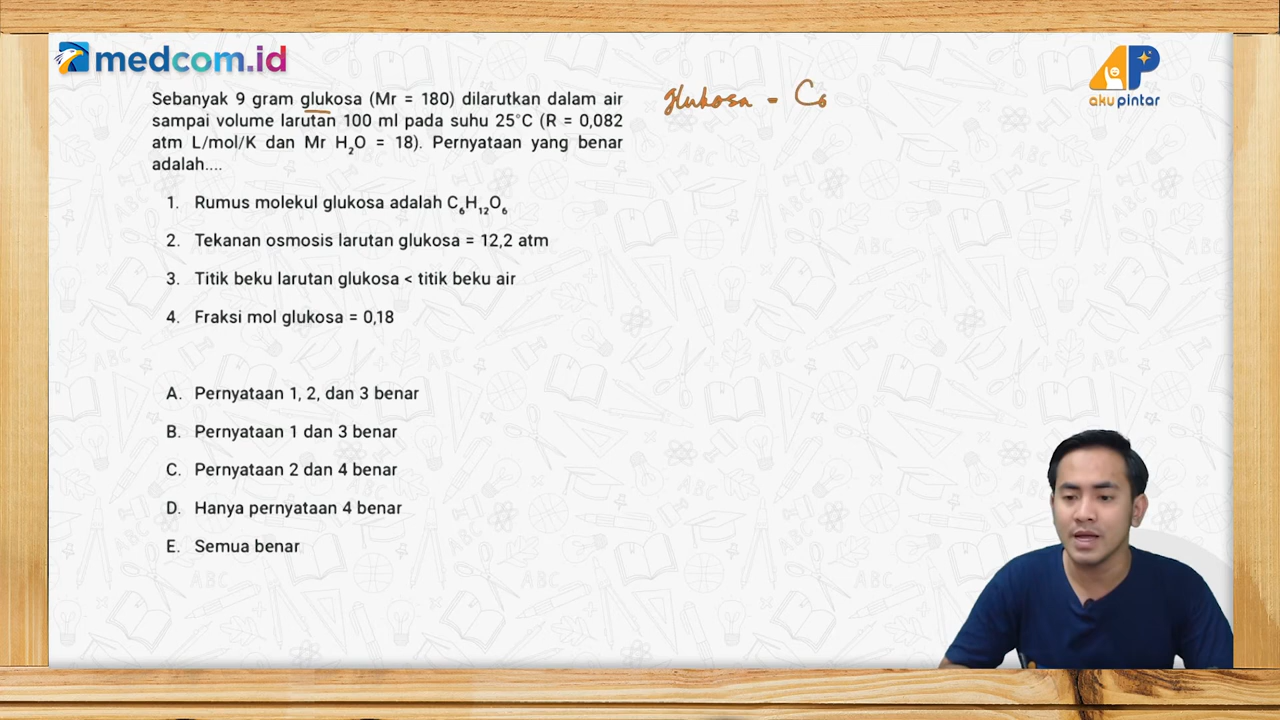 medcom.id
AP
aku pintar
Sebanyak 9 gram glukosa (Mr = 180) dilarutkan dalam air
sampai volume larutan 100 ml pada suhu 25°C (R = 0,082
atm L/mol/K dan Mr H₂O = 18). Pernyataan yang benar
adalah....
glukosa = C6
1. Rumus molekul glukosa adalah C₆H₁₂O₆
2. Tekanan osmosis larutan glukosa = 12,2 atm
3. Titik beku larutan glukosa < titik beku air
4. Fraksi mol glukosa = 0,18
A. Pernyataan 1, 2, dan 3 benar
B. Pernyataan 1 dan 3 benar
C. Pernyataan 2 dan 4 benar
D. Hanya pernyataan 4 benar
E. Semua benar